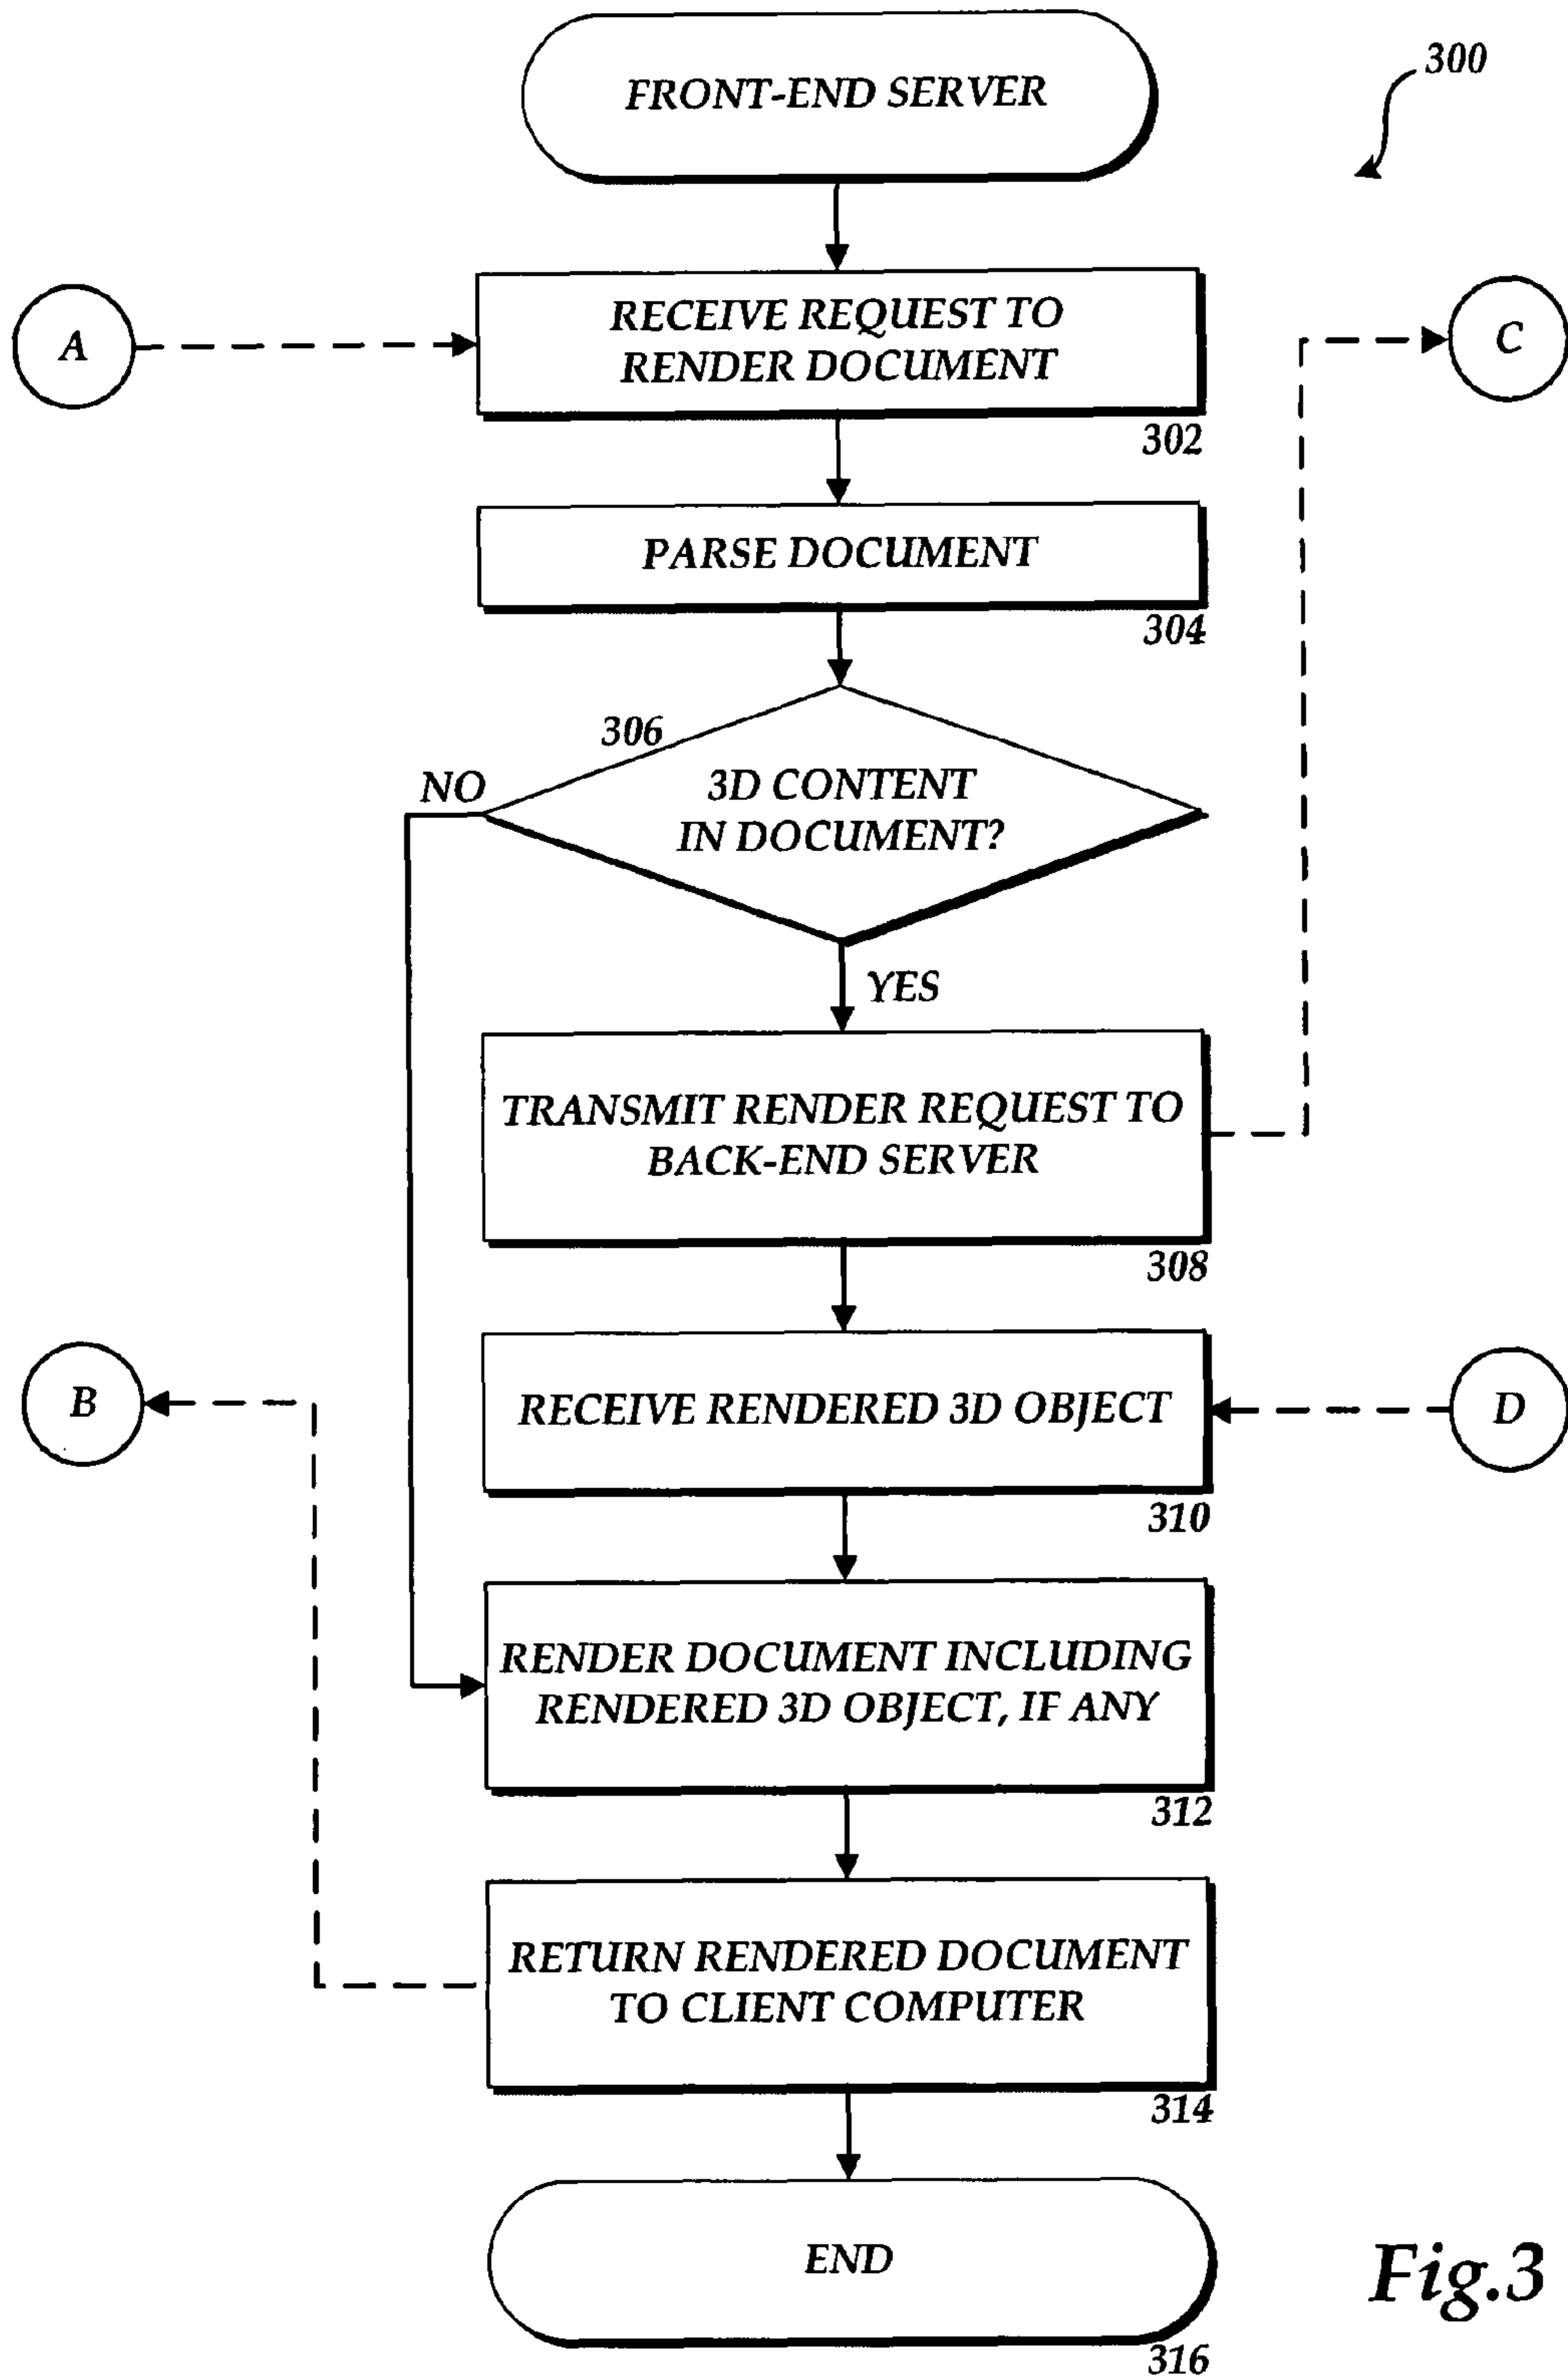 FRONT-END SERVER
300
A
RECEIVE REQUEST TO
RENDER DOCUMENT
C
302
PARSE DOCUMENT
304
306
NO
3D CONTENT
IN DOCUMENT?
YES
TRANSMIT RENDER REQUEST TO
BACK-END SERVER
308
B
RECEIVE RENDERED 3D OBJECT
D
310
RENDER DOCUMENT INCLUDING
RENDERED 3D OBJECT, IF ANY
312
RETURN RENDERED DOCUMENT
TO CLIENT COMPUTER
314
END
Fig.3
316